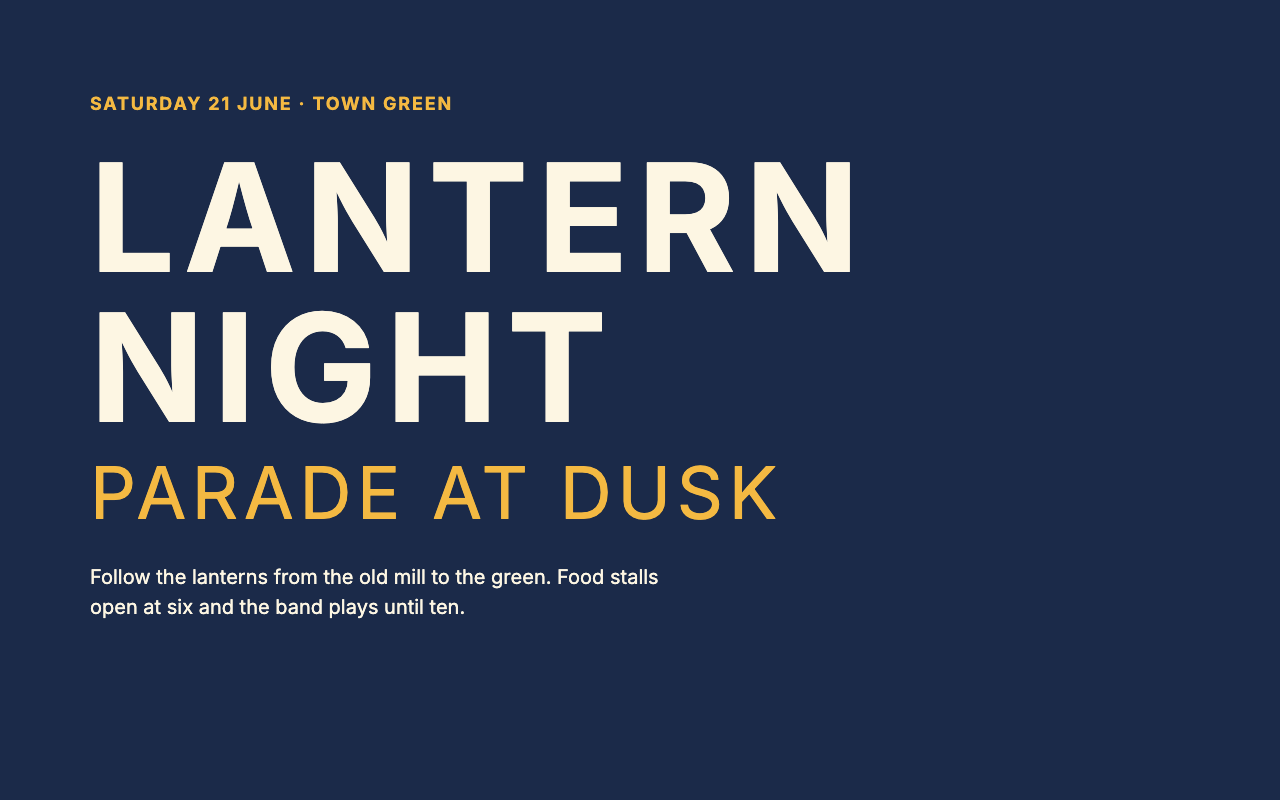 SATURDAY 21 JUNE · TOWN GREEN
LANTERN
NIGHT
PARADE AT DUSK
Follow the lanterns from the old mill to the green. Food stalls
open at six and the band plays until ten.